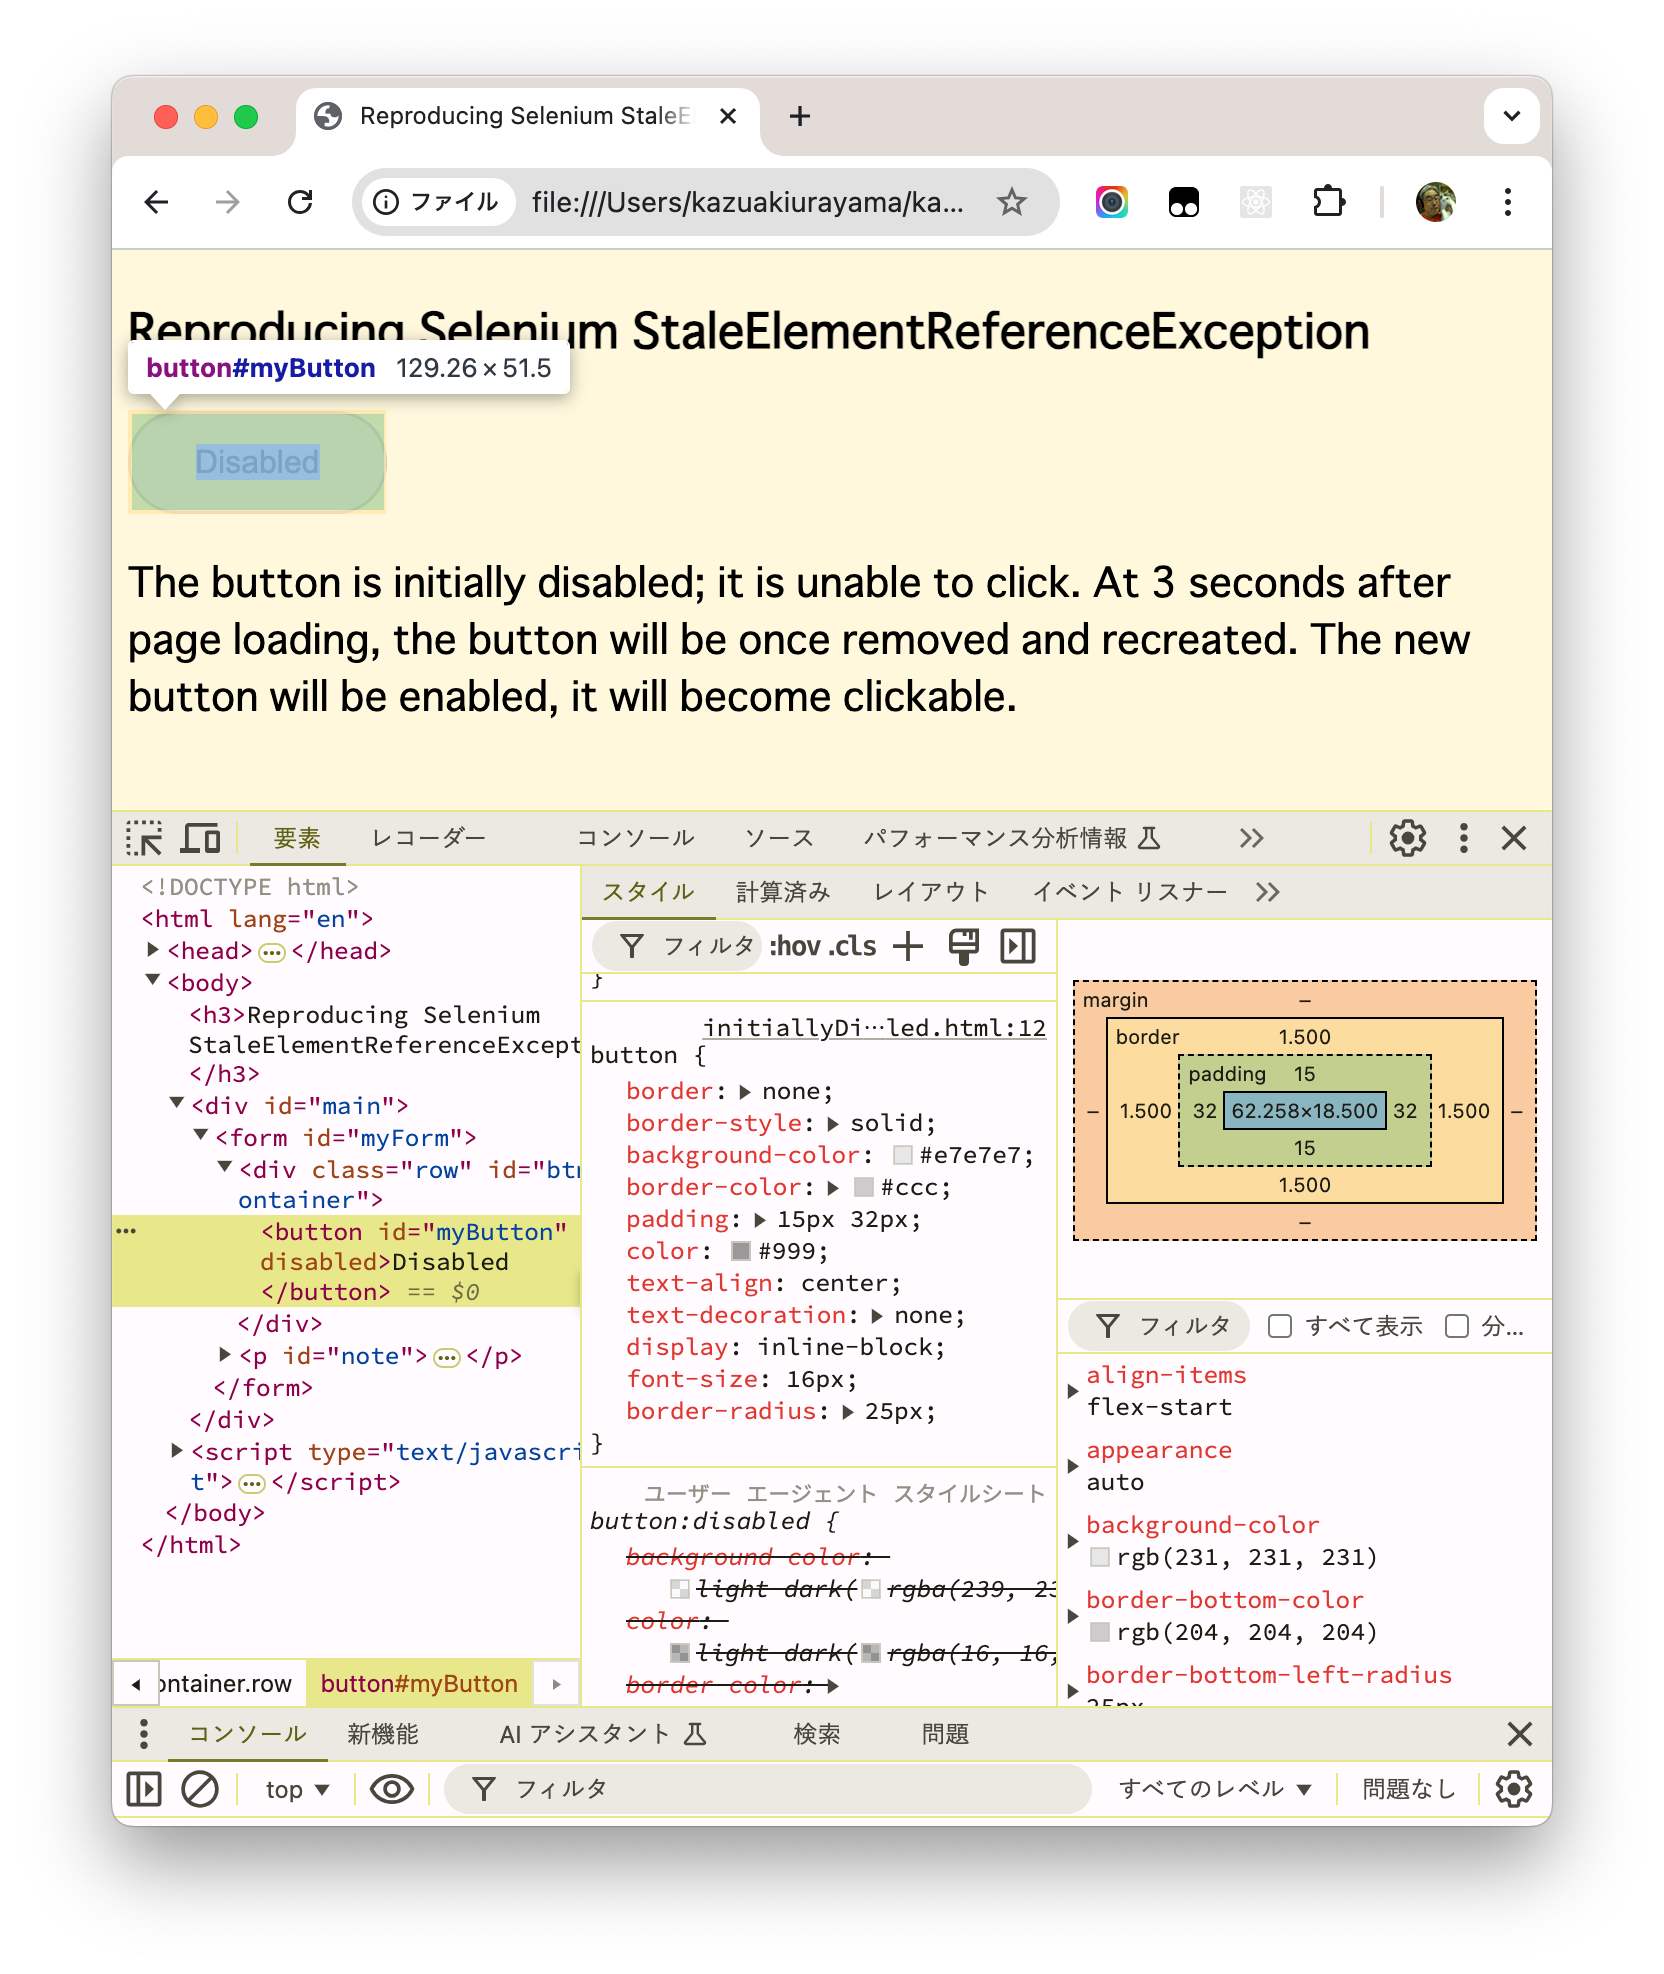 Reproducing Selenium StaleE
ファイル
file:///Users/kazuakiurayama/ka...
Reproducing Selenium StaleElementReferenceException
button#myButton 129.26 × 51.5
Disabled
The button is initially disabled; it is unable to click. At 3 seconds after
page loading, the button will be once removed and recreated. The new
button will be enabled, it will become clickable.
要素 レコーダー コンソール ソース パフォーマンス分析情報
<!DOCTYPE html>
<html lang="en">
<head> ••• </head>
<body>
<h3>Reproducing Selenium
StaleElementReferenceExcept
</h3>
<div id="main">
<form id="myForm">
<div class="row" id="btn
ontainer">
<button id="myButton"
disabled>Disabled
</button> == $0
</div>
<p id="note"> ••• </p>
</form>
</div>
<script type="text/javascri
t"> ••• </script>
</body>
</html>
ontainer.row button#myButton
スタイル 計算済み レイアウト イベント リスナー
フィルタ :hov .cls
}
initiallyDi…led.html:12
button {
border: none;
border-style: solid;
background-color: #e7e7e7;
border-color: #ccc;
padding: 15px 32px;
color: #999;
text-align: center;
text-decoration: none;
display: inline-block;
font-size: 16px;
border-radius: 25px;
}
ユーザー エージェント スタイルシート
button:disabled {
background-color:
light-dark( rgba(239, 23
color:
light-dark( rgba(16, 16,
border-color:
margin –
border 1.500
padding 15
– 1.500 32 62.258×18.500 32 1.500 –
15
1.500
–
フィルタ すべて表示 分...
align-items
flex-start
appearance
auto
background-color
rgb(231, 231, 231)
border-bottom-color
rgb(204, 204, 204)
border-bottom-left-radius
25px
コンソール 新機能 AI アシスタント 検索 問題
top フィルタ すべてのレベル 問題なし